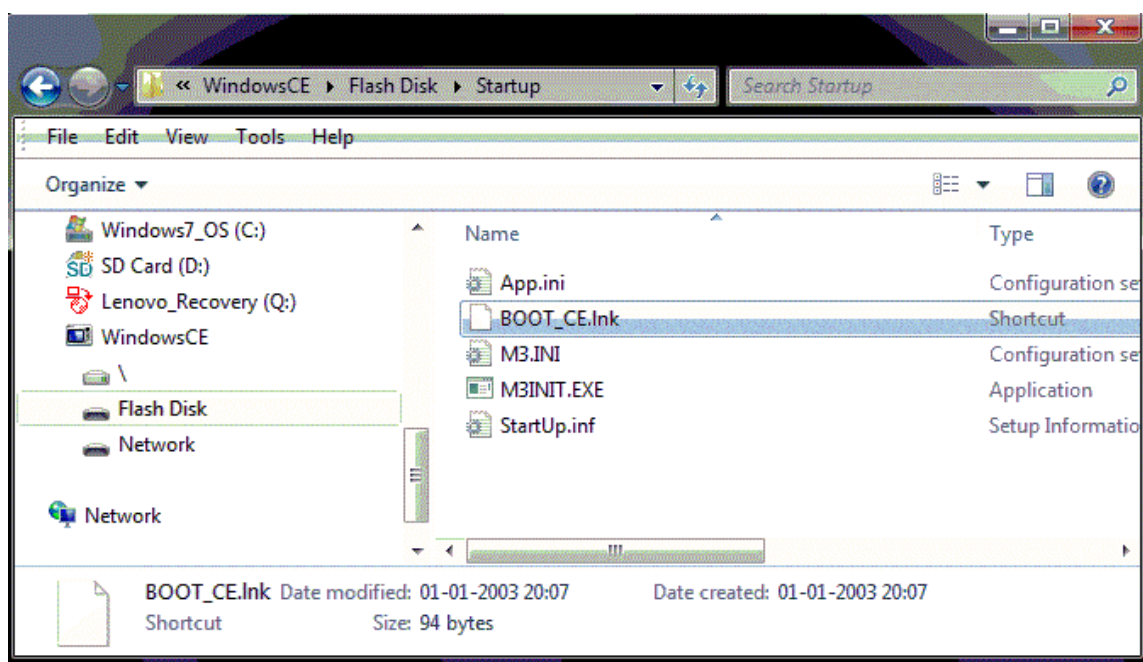 « WindowsCE ▸ Flash Disk ▸ Startup
Search Startup
File Edit View Tools Help
Organize
Windows7_OS (C:)
SD Card (D:)
Lenovo_Recovery (Q:)
WindowsCE
\
Flash Disk
Network
Network
Name Type
App.ini Configuration se
BOOT_CE.lnk Shortcut
M3.INI Configuration se
M3INIT.EXE Application
StartUp.inf Setup Informatio
BOOT_CE.lnk Date modified: 01-01-2003 20:07 Date created: 01-01-2003 20:07
Shortcut Size: 94 bytes